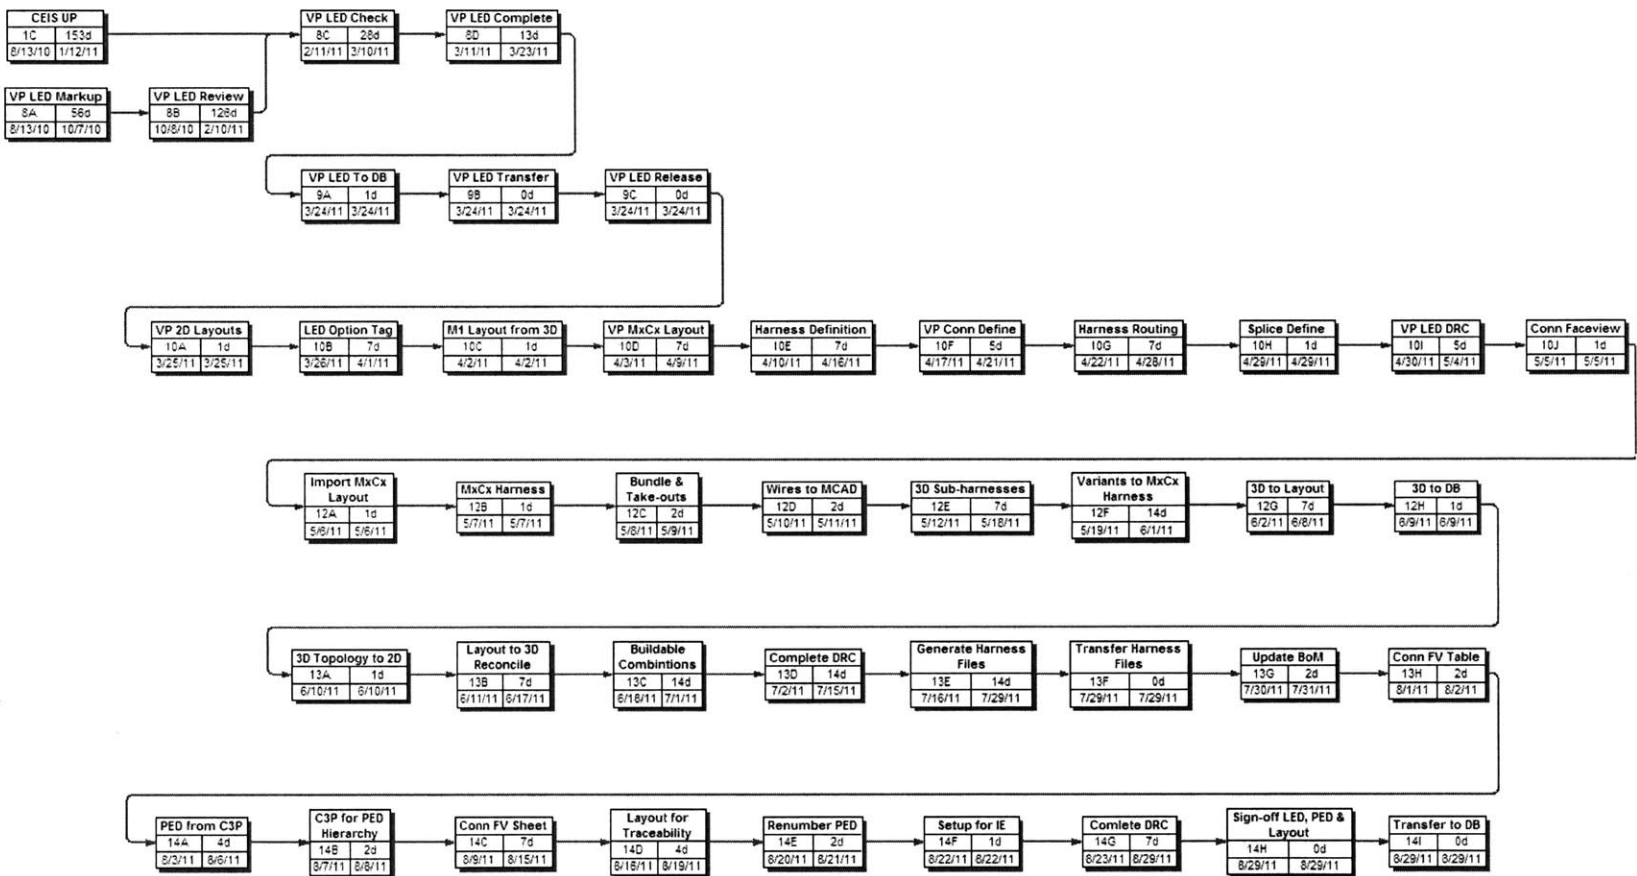 CEIS UP
1C 153d
8/13/10 1/12/11
VP LED Check
8C 28d
2/11/11 3/10/11
VP LED Complete
8D 13d
3/11/11 3/23/11
VP LED Markup
8A 56d
8/13/10 10/7/10
VP LED Review
8B 126d
10/8/10 2/10/11
VP LED To DB
9A 1d
3/24/11 3/24/11
VP LED Transfer
9B 0d
3/24/11 3/24/11
VP LED Release
9C 0d
3/24/11 3/24/11
VP 2D Layouts
10A 1d
3/25/11 3/25/11
LED Option Tag
10B 7d
3/26/11 4/1/11
M1 Layout from 3D
10C 1d
4/2/11 4/2/11
VP MxCx Layout
10D 7d
4/3/11 4/9/11
Harness Definition
10E 7d
4/10/11 4/16/11
VP Conn Define
10F 5d
4/17/11 4/21/11
Harness Routing
10G 7d
4/22/11 4/28/11
Splice Define
10H 1d
4/29/11 4/29/11
VP LED DRC
10I 5d
4/30/11 5/4/11
Conn Faceview
10J 1d
5/5/11 5/5/11
Import MxCx
Layout
12A 1d
5/6/11 5/6/11
MxCx Harness
12B 1d
5/7/11 5/7/11
Bundle &
Take-outs
12C 2d
5/8/11 5/9/11
Wires to MCAD
12D 2d
5/10/11 5/11/11
3D Sub-harnesses
12E 7d
5/12/11 5/18/11
Variants to MxCx
Harness
12F 14d
5/19/11 6/1/11
3D to Layout
12G 7d
6/2/11 6/8/11
3D to DB
12H 1d
6/9/11 6/9/11
3D Topology to 2D
13A 1d
6/10/11 6/10/11
Layout to 3D
Reconcile
13B 7d
6/11/11 6/17/11
Buildable
Combintions
13C 14d
6/18/11 7/1/11
Complete DRC
13D 14d
7/2/11 7/15/11
Generate Harness
Files
13E 14d
7/16/11 7/29/11
Transfer Harness
Files
13F 0d
7/29/11 7/29/11
Update BoM
13G 2d
7/30/11 7/31/11
Conn FV Table
13H 2d
8/1/11 8/2/11
PED from C3P
14A 4d
8/3/11 8/6/11
C3P for PED
Hierarchy
14B 2d
8/7/11 8/8/11
Conn FV Sheet
14C 7d
8/9/11 8/15/11
Layout for
Traceability
14D 4d
8/16/11 8/19/11
Renumber PED
14E 2d
8/20/11 8/21/11
Setup for IE
14F 1d
8/22/11 8/22/11
Comlete DRC
14G 7d
8/23/11 8/29/11
Sign-off LED, PED &
Layout
14H 0d
8/29/11 8/29/11
Transfer to DB
14I 0d
8/29/11 8/29/11